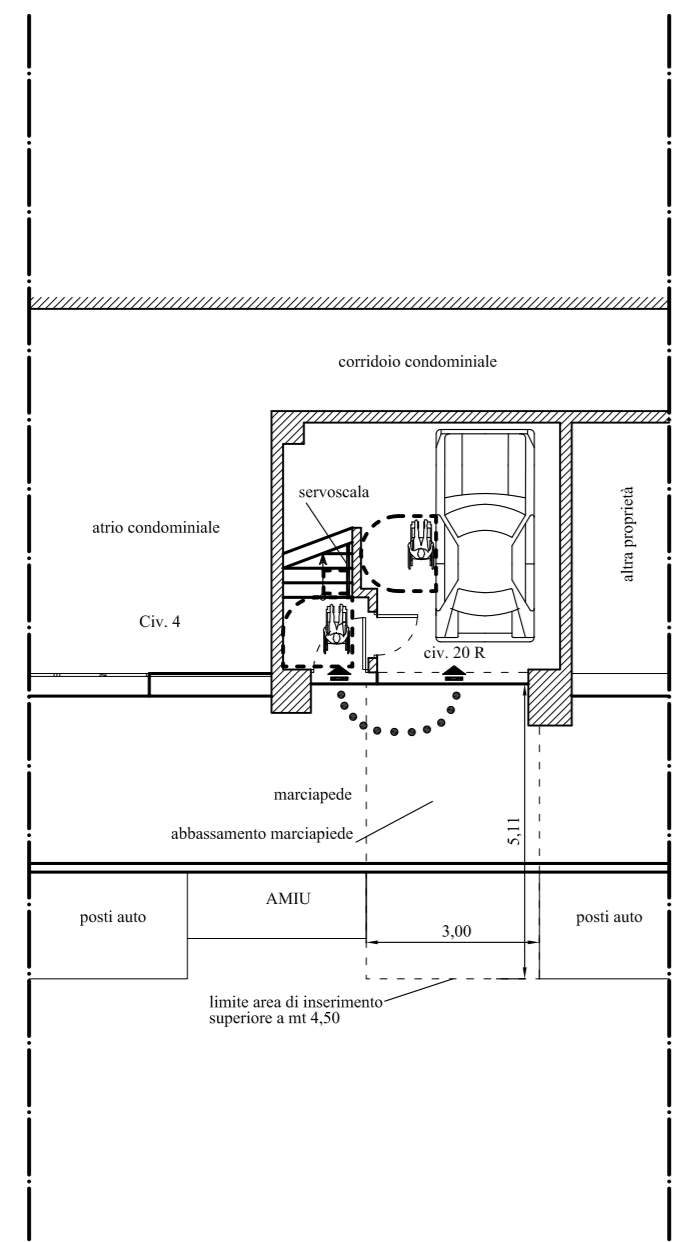 corridoio condominiale
servoscala
atrio condominiale
altra proprietà
Civ. 4
civ. 20 R
marciapede
abbassamento marciapiede
5,11
AMIU
posti auto
posti auto
3,00
limite area di inserimento
superiore a mt 4,50